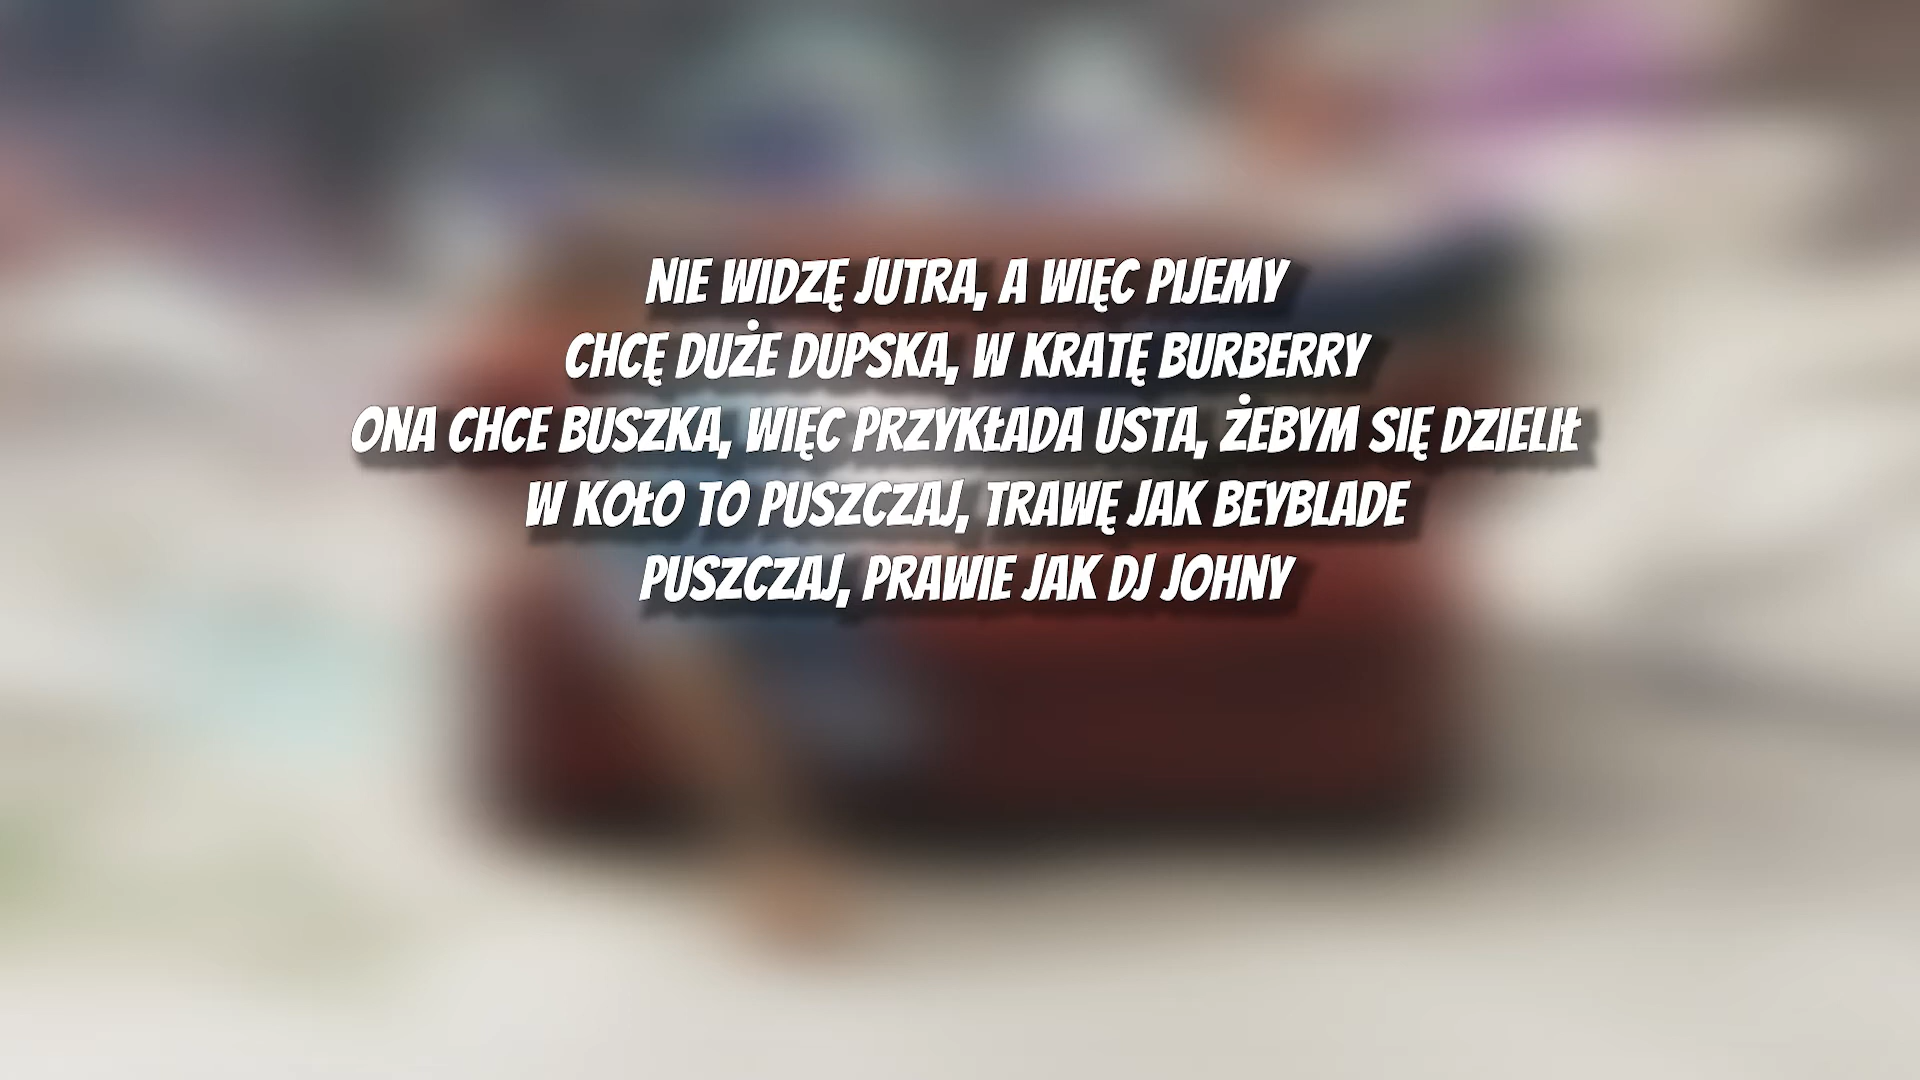 NIE WIDZĘ JUTRA, A WIĘC PIJEMY
CHCĘ DUŻE DUPSKA, W KRATĘ BURBERRY
ONA CHCE BUSZKA, WIĘC PRZYKŁADA USTA, ŻEBYM SIĘ DZIELIŁ
W KOŁO TO PUSZCZAJ, TRAWĘ JAK BEYBLADE
PUSZCZAJ, PRAWIE JAK DJ JOHNY